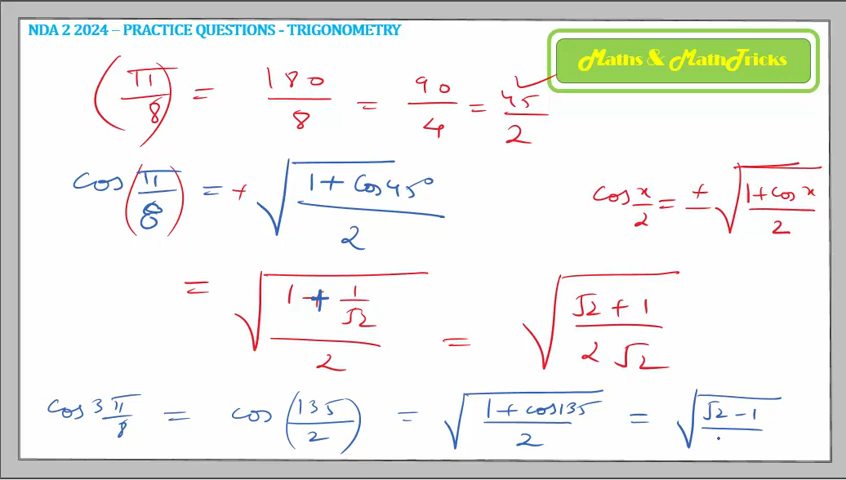 NDA 2 2024 – PRACTICE QUESTIONS - TRIGONOMETRY
Maths & MathTricks
(π/8) = 180/8 = 90/4 = 45/2
cos(π/8) = +√((1 + cos 45°)/2)
cos x/2 = ±√((1 + cos x)/2)
= √((1 + 1/√2)/2) = √((√2 + 1)/(2√2))
cos 3π/8 = cos(135/2) = √((1 + cos135)/2) = √((√2 - 1)/